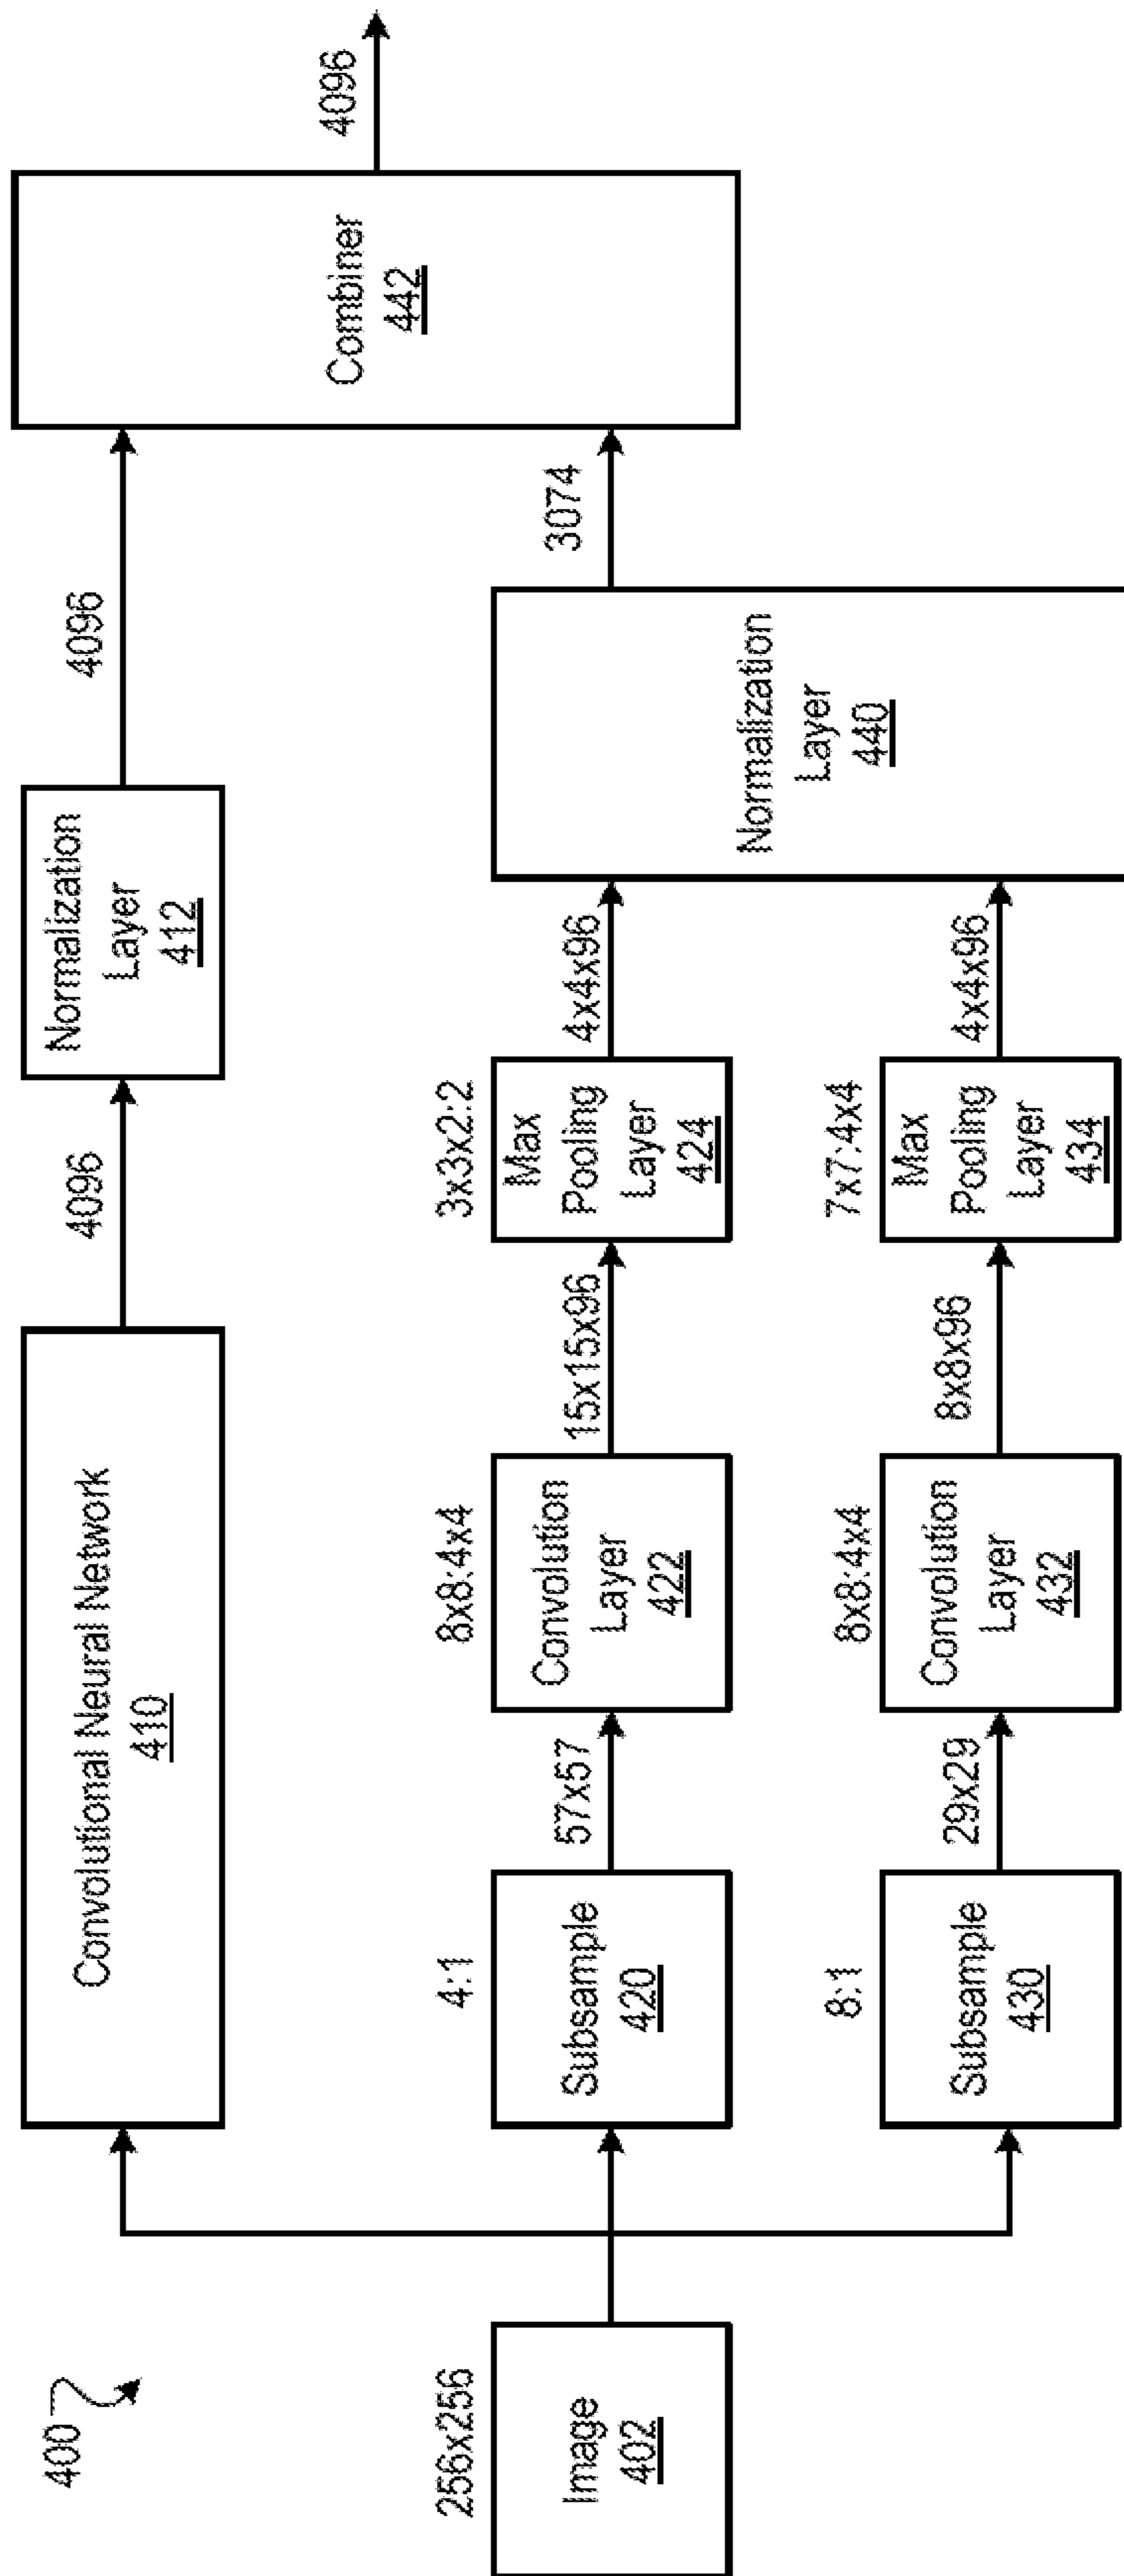 400
256x256
Image
402
Convolutional Neural Network
410
4096
Normalization
Layer
412
4096
4:1
Subsample
420
57x57
8x8:4x4
Convolution
Layer
422
15x15x96
3x3x2:2
Max
Pooling
Layer
424
4x4x96
8:1
Subsample
430
29x29
8x8:4x4
Convolution
Layer
432
8x8x96
7x7:4x4
Max
Pooling
Layer
434
4x4x96
Normalization
Layer
440
3074
Combiner
442
4096